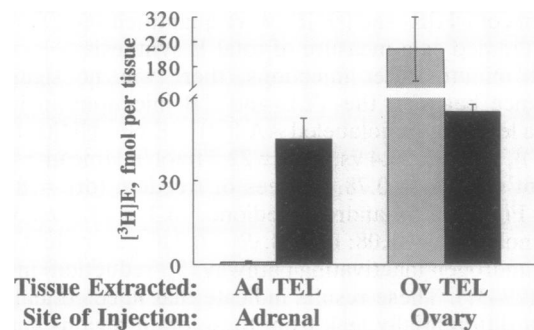 320
250
180
60
30
0
[³H]E, fmol per tissue
Tissue Extracted: Ad TEL Ov TEL
Site of Injection: Adrenal Ovary